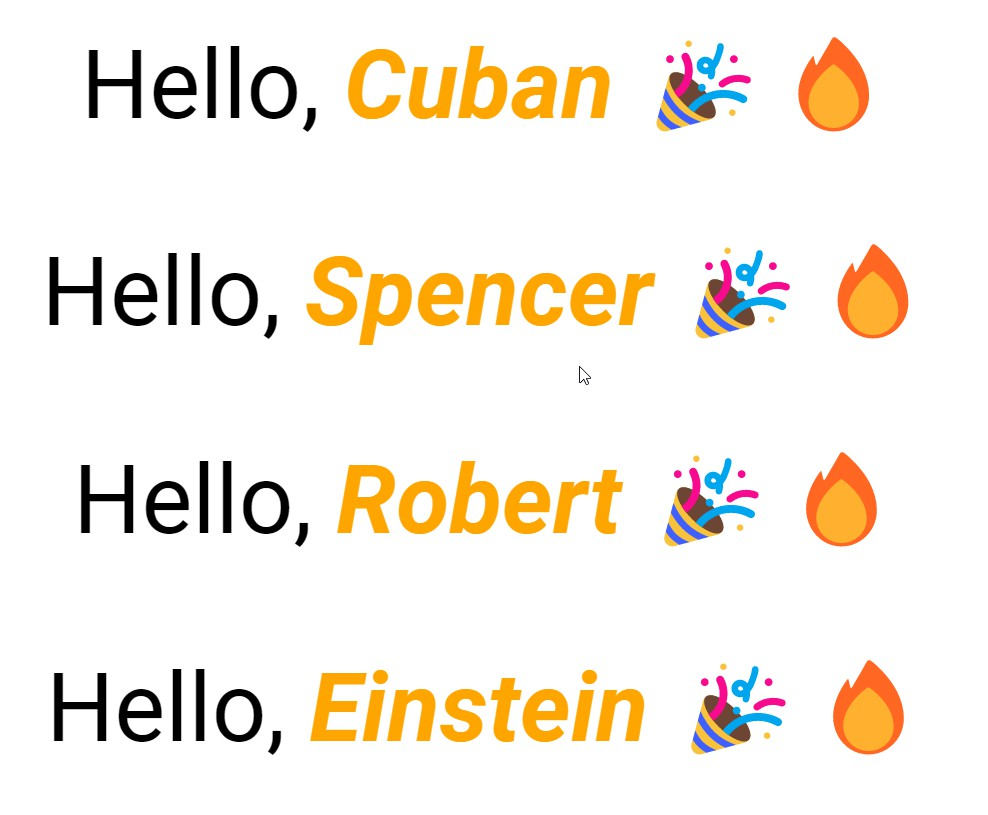 Hello, Cuban 🎉 🔥
Hello, Spencer 🎉 🔥
Hello, Robert 🎉 🔥
Hello, Einstein 🎉 🔥